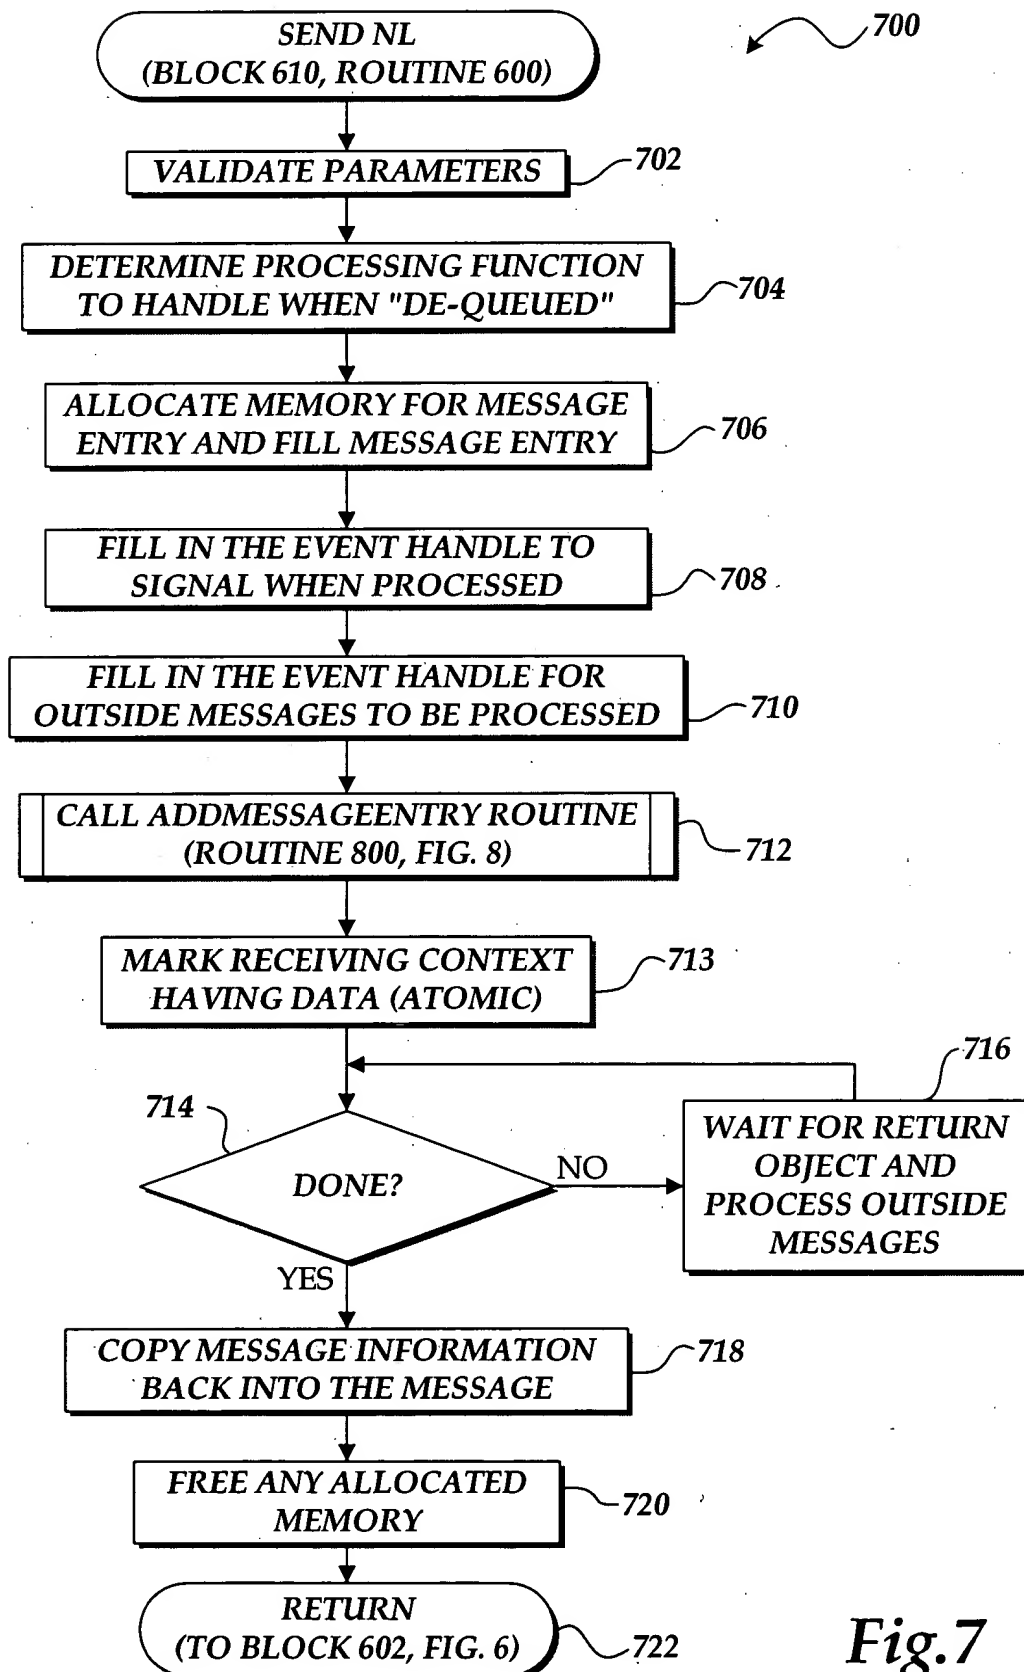 SEND NL
(BLOCK 610, ROUTINE 600)
700
VALIDATE PARAMETERS
702
DETERMINE PROCESSING FUNCTION
TO HANDLE WHEN "DE-QUEUED"
704
ALLOCATE MEMORY FOR MESSAGE
ENTRY AND FILL MESSAGE ENTRY
706
FILL IN THE EVENT HANDLE TO
SIGNAL WHEN PROCESSED
708
FILL IN THE EVENT HANDLE FOR
OUTSIDE MESSAGES TO BE PROCESSED
710
CALL ADDMESSAGEENTRY ROUTINE
(ROUTINE 800, FIG. 8)
712
MARK RECEIVING CONTEXT
HAVING DATA (ATOMIC)
713
714
DONE?
NO
716
WAIT FOR RETURN
OBJECT AND
PROCESS OUTSIDE
MESSAGES
YES
COPY MESSAGE INFORMATION
BACK INTO THE MESSAGE
718
FREE ANY ALLOCATED
MEMORY
720
RETURN
(TO BLOCK 602, FIG. 6)
722
Fig.7